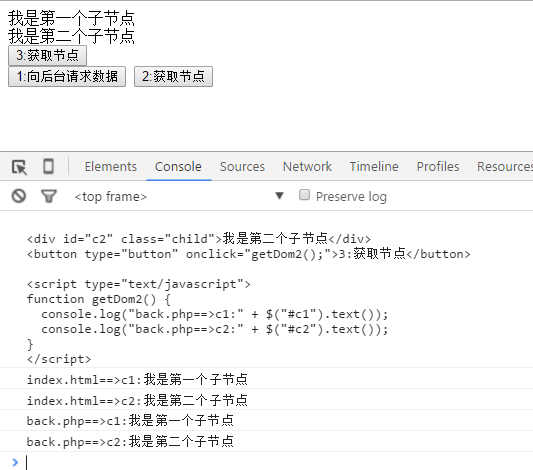 我是第一个子节点
我是第二个子节点
3:获取节点
1:向后台请求数据 2:获取节点
Elements Console Sources Network Timeline Profiles Resources
<top frame> ▼ Preserve log
<div id="c2" class="child">我是第二个子节点</div>
<button type="button" onclick="getDom2();">3:获取节点</button>
<script type="text/javascript">
function getDom2() {
  console.log("back.php==>c1:" + $("#c1").text());
  console.log("back.php==>c2:" + $("#c2").text());
}
</script>
index.html==>c1:我是第一个子节点
index.html==>c2:我是第二个子节点
back.php==>c1:我是第一个子节点
back.php==>c2:我是第二个子节点
>